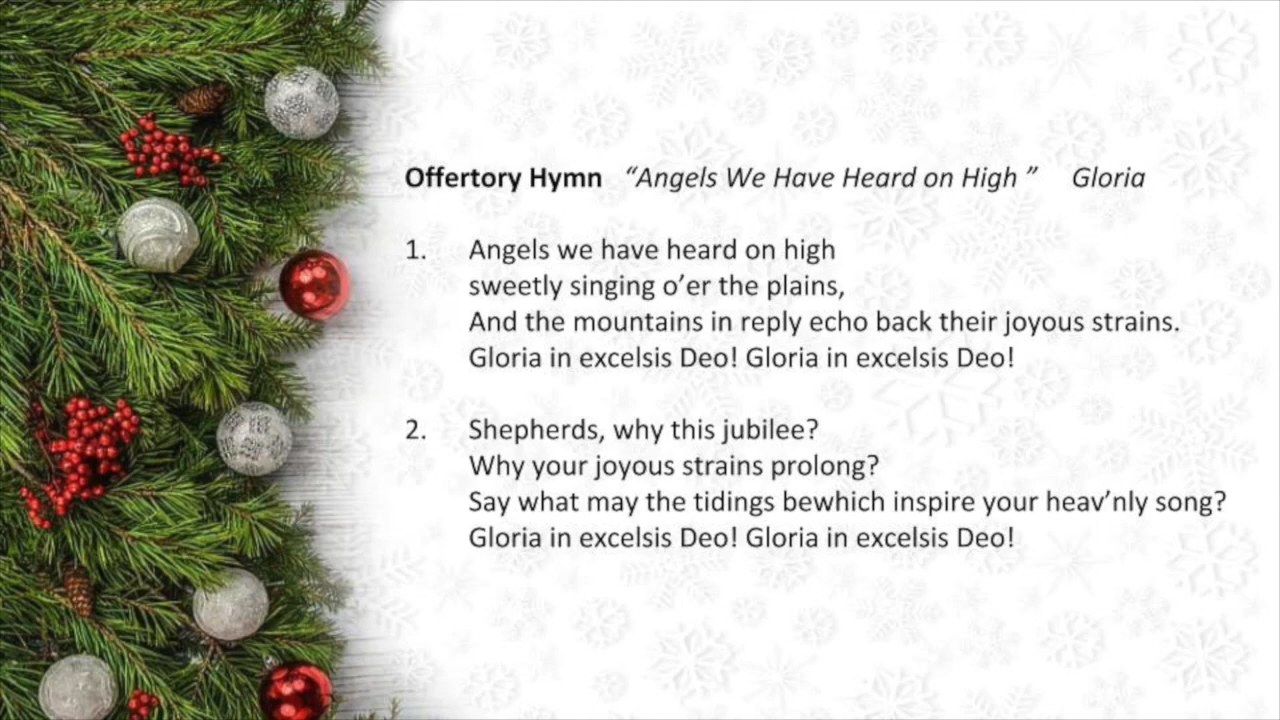 Offertory Hymn “Angels We Have Heard on High ” Gloria
1. Angels we have heard on high
sweetly singing o’er the plains,
And the mountains in reply echo back their joyous strains.
Gloria in excelsis Deo! Gloria in excelsis Deo!
2. Shepherds, why this jubilee?
Why your joyous strains prolong?
Say what may the tidings bewhich inspire your heav’nly song?
Gloria in excelsis Deo! Gloria in excelsis Deo!